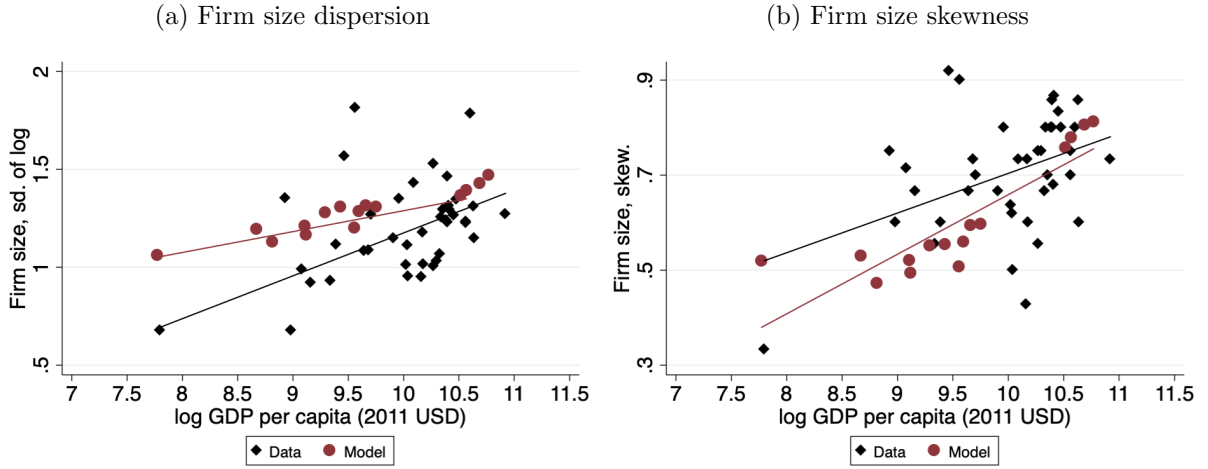 (a) Firm size dispersion
Firm size, sd. of log
2
1.5
1
.5
7 7.5 8 8.5 9 9.5 10 10.5 11 11.5
log GDP per capita (2011 USD)
Data Model
(b) Firm size skewness
Firm size, skew.
.9
.7
.5
.3
7 7.5 8 8.5 9 9.5 10 10.5 11 11.5
log GDP per capita (2011 USD)
Data Model